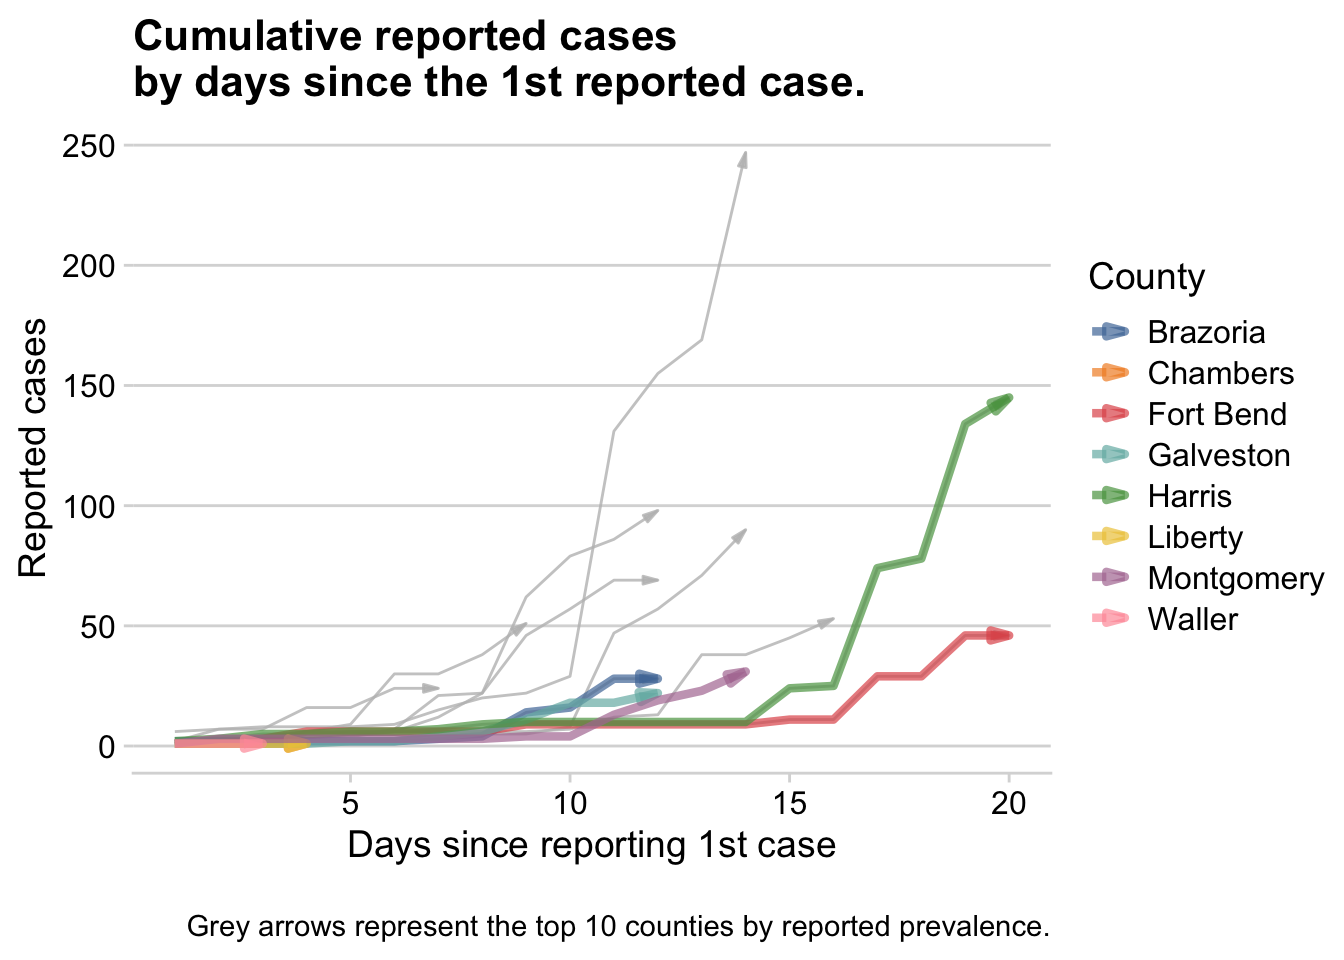 Cumulative reported cases
by days since the 1st reported case.
250
200
150
100
50
0
Reported cases
5 10 15 20
Days since reporting 1st case
County
Brazoria
Chambers
Fort Bend
Galveston
Harris
Liberty
Montgomery
Waller
Grey arrows represent the top 10 counties by reported prevalence.